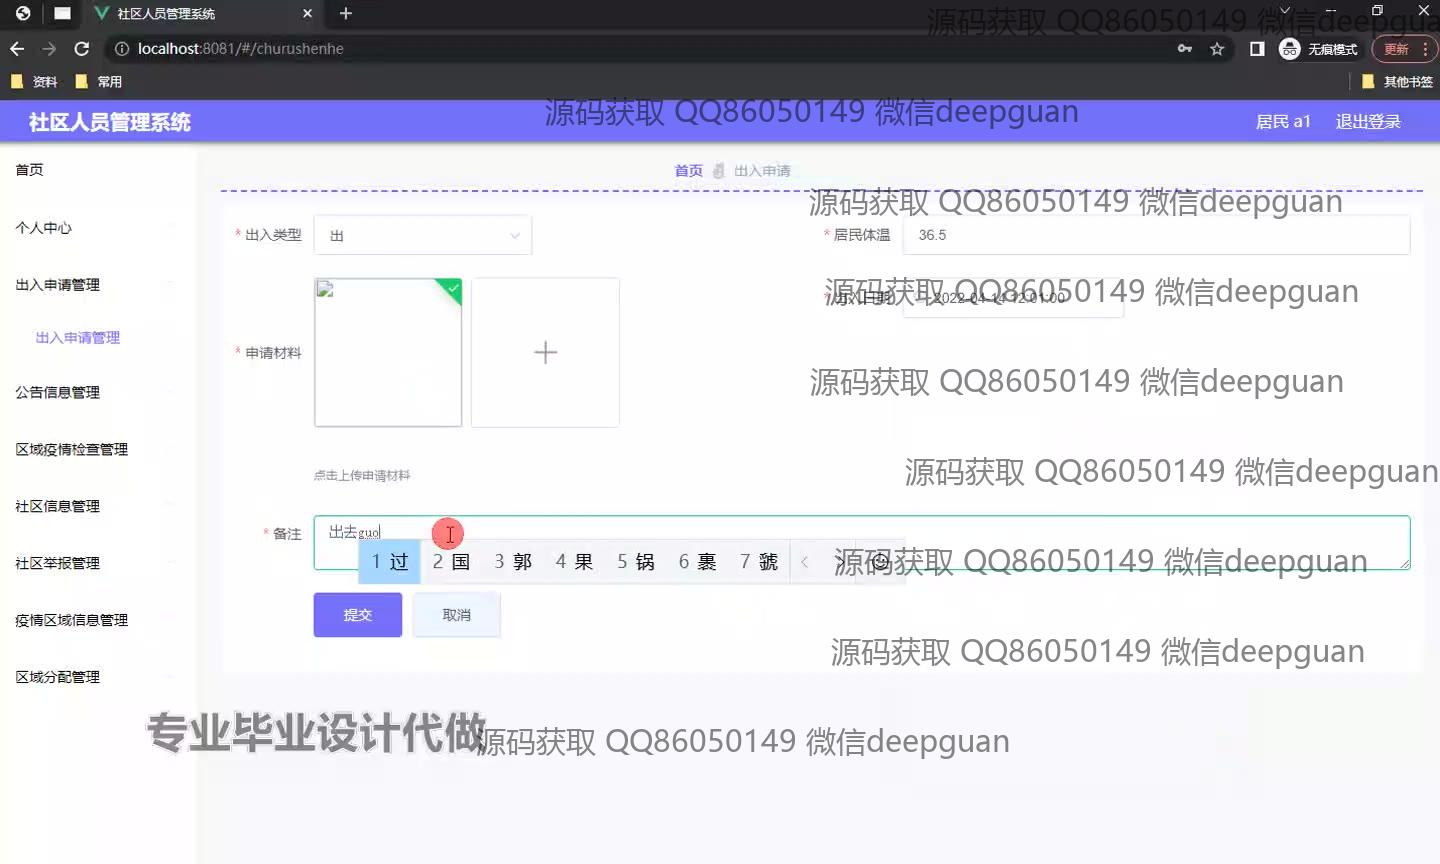 社区人员管理系统
源码获取 QQ86050149 微信deepgua
localhost:8081/#/churushenhe
无痕模式
更新
资料
常用
其他书签
社区人员管理系统
源码获取 QQ86050149 微信deepguan
居民 a1
退出登录
首页
首页
出入申请
源码获取 QQ86050149 微信deepguan
个人中心
* 出入类型
出
* 居民体温
36.5
出入申请管理
源码获取 QQ86050149 微信deepguan
* 出入日期
2022-04-14 12:01:00
出入申请管理
* 申请材料
源码获取 QQ86050149 微信deepguan
公告信息管理
区域疫情检查管理
点击上传申请材料
源码获取 QQ86050149 微信deepguan
社区信息管理
* 备注
出去guo
1 过 2 国 3 郭 4 果 5 锅 6 裹 7 虢
源码获取 QQ86050149 微信deepguan
社区举报管理
提交
取消
疫情区域信息管理
源码获取 QQ86050149 微信deepguan
区域分配管理
专业毕业设计代做
源码获取 QQ86050149 微信deepguan